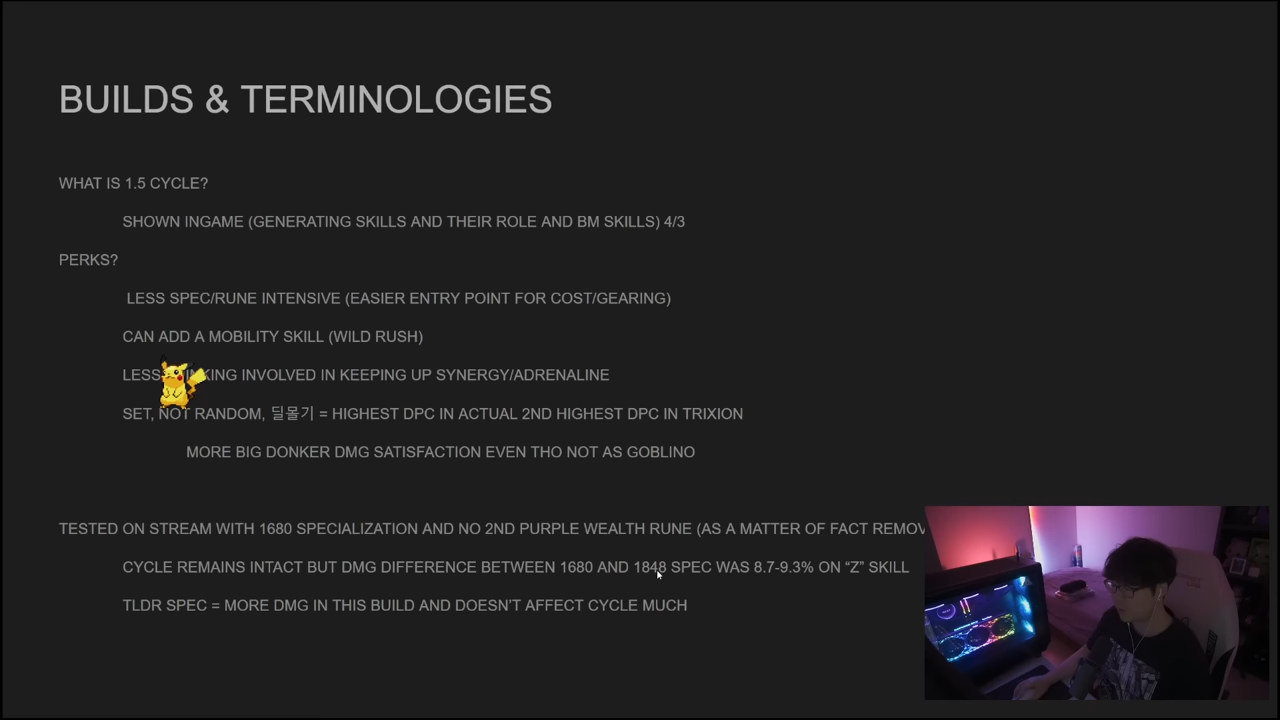 BUILDS & TERMINOLOGIES
WHAT IS 1.5 CYCLE?
SHOWN INGAME (GENERATING SKILLS AND THEIR ROLE AND BM SKILLS) 4/3
PERKS?
LESS SPEC/RUNE INTENSIVE (EASIER ENTRY POINT FOR COST/GEARING)
CAN ADD A MOBILITY SKILL (WILD RUSH)
LESS INVOLVED IN KEEPING UP SYNERGY/ADRENALINE
SET, NOT RANDOM, 딜몰기 = HIGHEST DPC IN ACTUAL 2ND HIGHEST DPC IN TRIXION
MORE BIG DONKER DMG SATISFACTION EVEN THO NOT AS GOBLINO
TESTED ON STREAM WITH 1680 SPECIALIZATION AND NO 2ND PURPLE WEALTH RUNE (AS A MATTER OF FACT
CYCLE REMAINS INTACT BUT DMG DIFFERENCE BETWEEN 1680 AND 1848 SPEC WAS 8.7-9.3% ON “Z” SKILL
TLDR SPEC = MORE DMG IN THIS BUILD AND DOESN’T AFFECT CYCLE MUCH